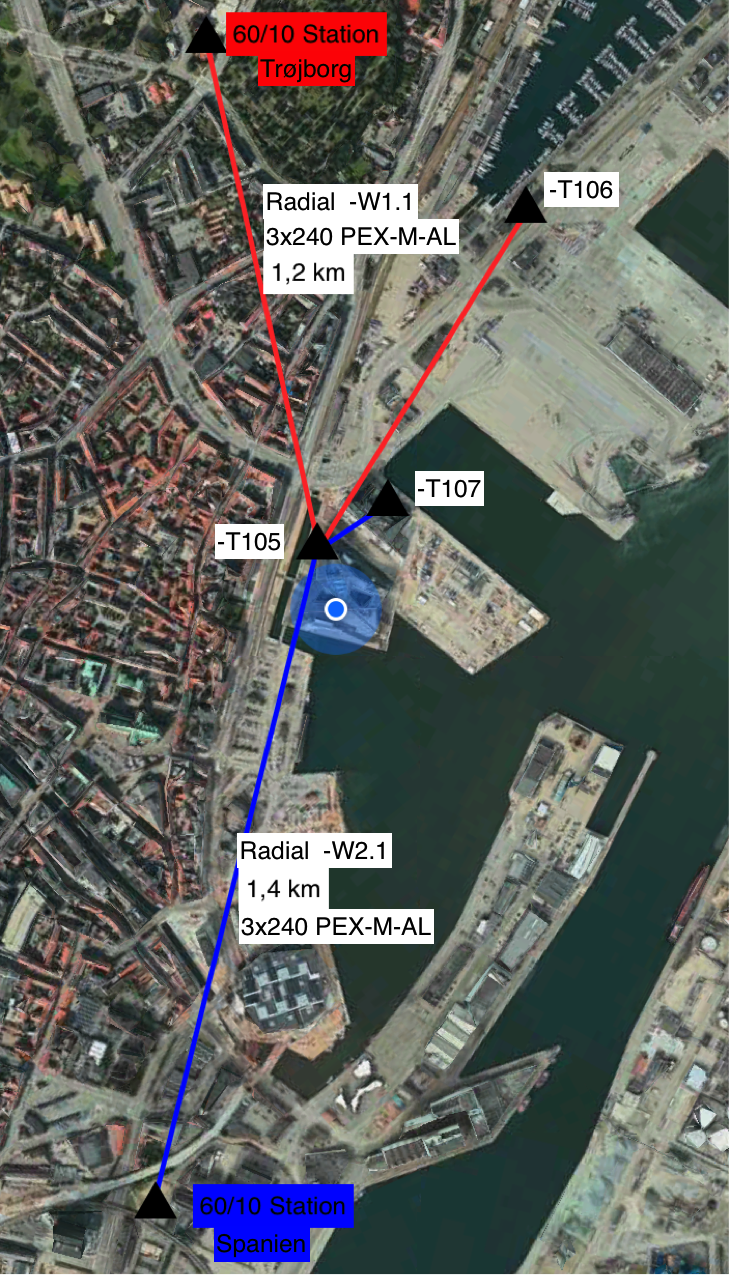 60/10 Station
Trøjborg
-T106
Radial -W1.1
3x240 PEX-M-AL
1,2 km
-T107
-T105
Radial -W2.1
1,4 km
3x240 PEX-M-AL
60/10 Station
Spanien